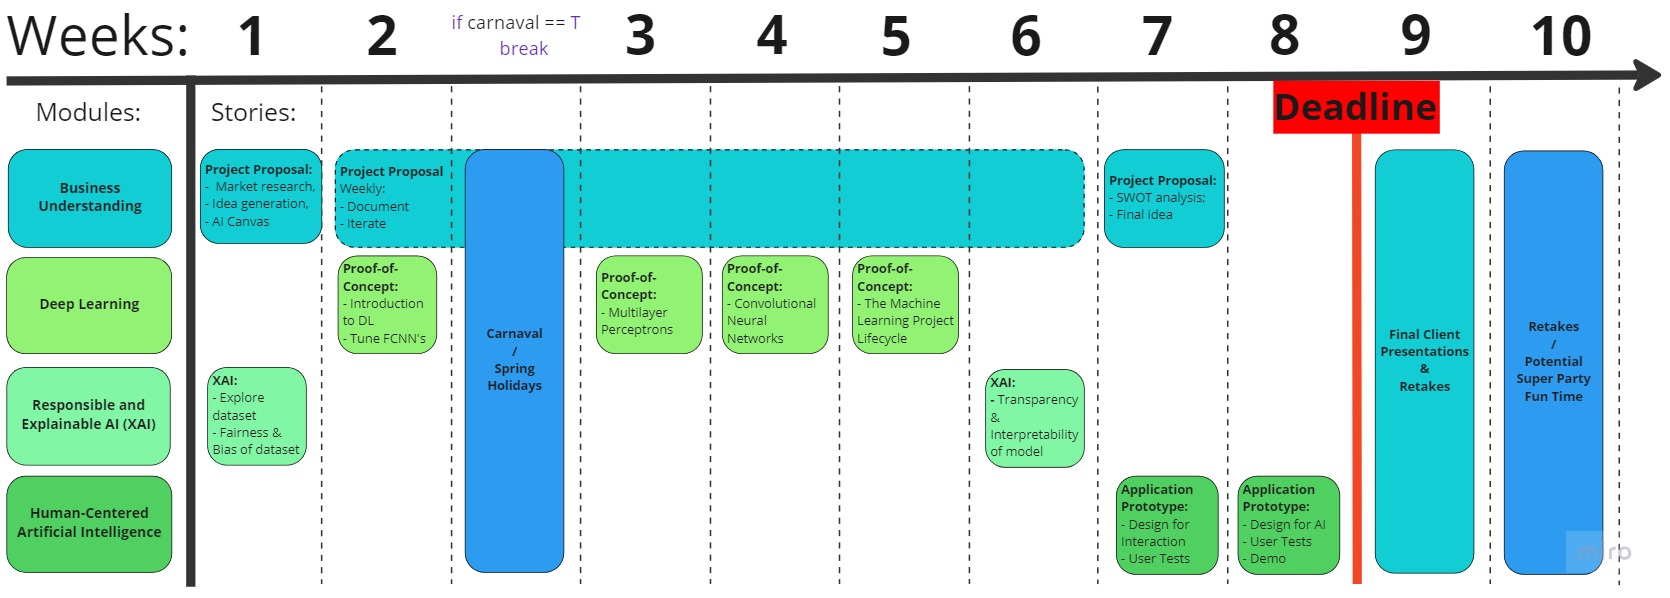 Weeks:
1
2
if carnaval == T
break
3
4
5
6
7
8
9
10
Modules:
Stories:
Deadline
Business
Understanding
Project Proposal:
- Market research,
- Idea generation,
- AI Canvas
Project Proposal
Weekly:
- Document
- Iterate
Project Proposal:
- SWOT analysis;
- Final idea
Deep Learning
Proof-of-
Concept:
- Introduction
to DL
- Tune FCNN's
Carnaval
/
Spring
Holidays
Proof-of-
Concept:
- Multilayer
Perceptrons
Proof-of-
Concept:
- Convolutional
Neural
Networks
Proof-of-
Concept:
- The Machine
Learning Project
Lifecycle
Final Client
Presentations
&
Retakes
Retakes
/
Potential
Super Party
Fun Time
Responsible and
Explainable AI (XAI)
XAI:
- Explore
dataset
- Fairness &
Bias of dataset
XAI:
- Transparency
&
Interpretability
of model
Human-Centered
Artificial Intelligence
Application
Prototype:
- Design for
Interaction
- User Tests
Application
Prototype:
- Design for AI
- User Tests
- Demo
miro